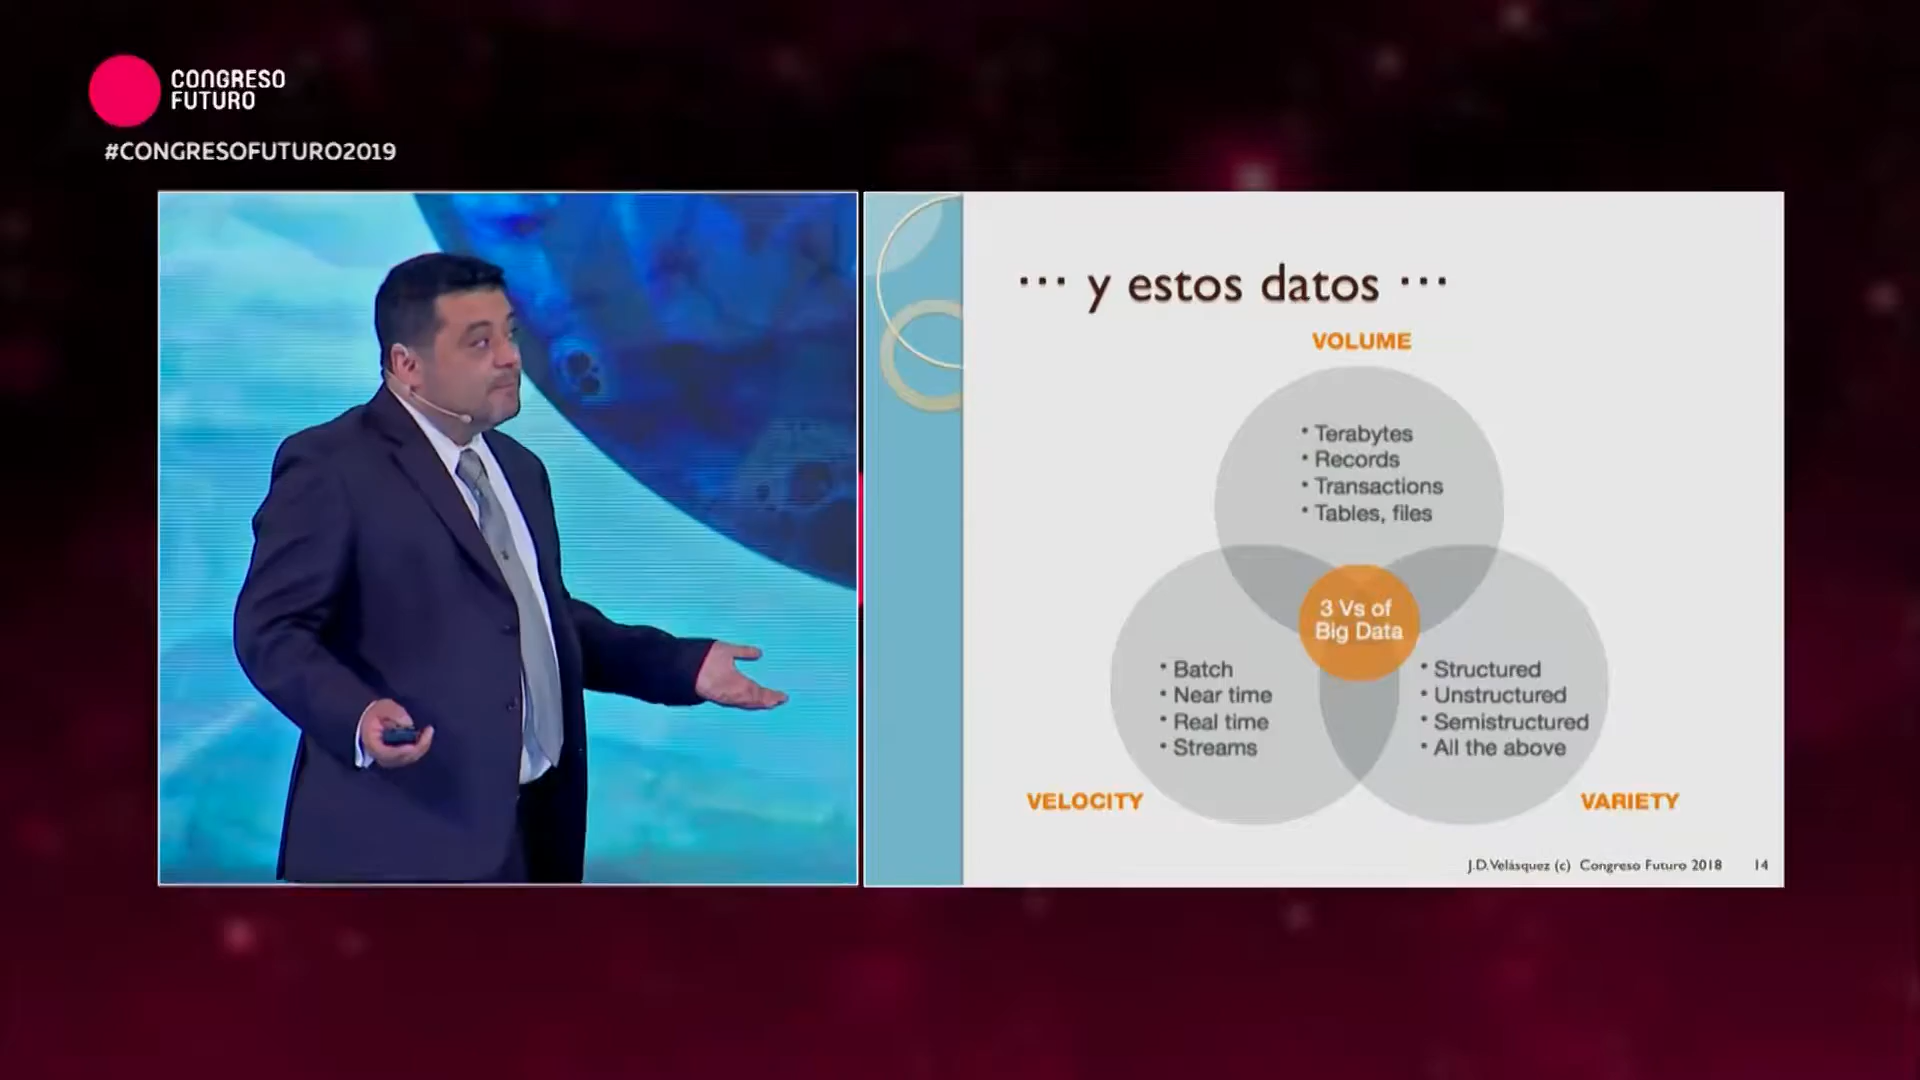 CONGRESO
FUTURO
#CONGRESOFUTURO2019
··· y estos datos ···
VOLUME
• Terabytes
• Records
• Transactions
• Tables, files
3 Vs of
Big Data
• Batch
• Near time
• Real time
• Streams
• Structured
• Unstructured
• Semistructured
• All the above
VELOCITY
VARIETY
J.D.Velásquez (c) Congreso Futuro 2018 14